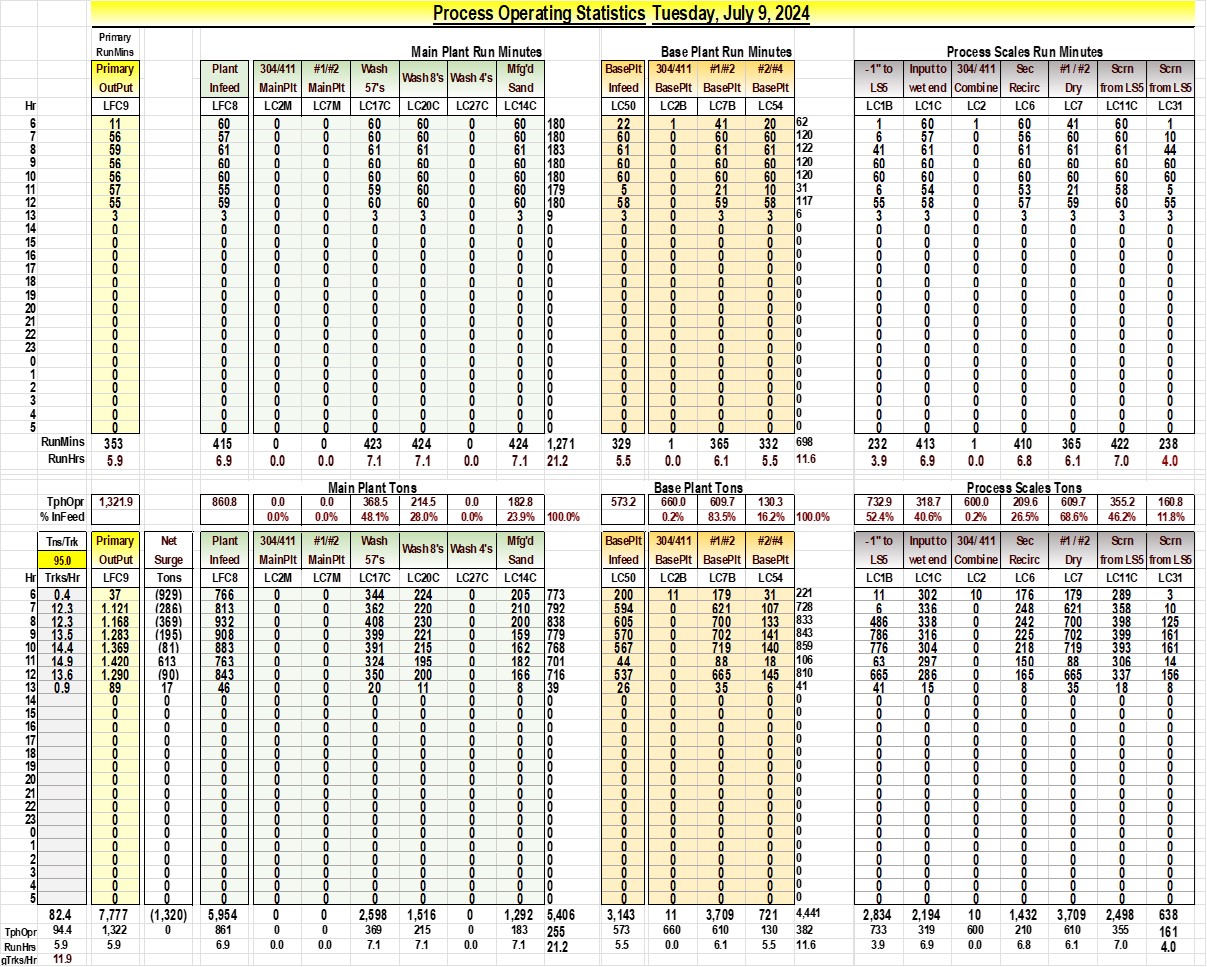 Process Operating Statistics Tuesday, July 9, 2024
Primary
RunMins Main Plant Run Minutes Base Plant Run Minutes Process Scales Run Minutes
Primary Plant 304/411 #1/#2 Wash Wash 8's Wash 4's Mfg'd BasePlt 304/411 #1/#2 #2/#4 -1" to Input to 304/ 411 Sec #1 / #2 Scrn Scrn
OutPut Infeed MainPlt MainPlt 57's Sand Infeed BasePlt BasePlt BasePlt LS5 wet end Combine Recirc Dry from LS5 from LS5
Hr LFC9 LFC8 LC2M LC7M LC17C LC20C LC27C LC14C LC50 LC2B LC7B LC54 LC1B LC1C LC2 LC6 LC7 LC11C LC31
6 11 60 0 0 60 60 0 60 180 22 1 41 20 62 1 60 1 60 41 60 1
7 56 57 0 0 60 60 0 60 180 60 0 60 60 120 6 57 0 56 60 60 10
8 59 61 0 0 61 61 0 61 183 61 0 61 61 122 41 61 0 61 61 61 44
9 56 60 0 0 60 60 0 60 180 60 0 60 60 120 60 60 0 60 60 60 60
10 56 60 0 0 60 60 0 60 180 60 0 60 60 120 60 60 0 60 60 60 60
11 57 55 0 0 59 60 0 60 179 5 0 21 10 31 6 54 0 53 21 58 5
12 55 59 0 0 60 60 0 60 180 58 0 59 58 117 55 58 0 57 59 60 55
13 3 3 0 0 3 3 0 3 9 3 0 3 3 6 3 3 0 3 3 3 3
14 0 0 0 0 0 0 0 0 0 0 0 0 0 0 0 0 0 0 0 0
15 0 0 0 0 0 0 0 0 0 0 0 0 0 0 0 0 0 0 0 0
16 0 0 0 0 0 0 0 0 0 0 0 0 0 0 0 0 0 0 0 0
17 0 0 0 0 0 0 0 0 0 0 0 0 0 0 0 0 0 0 0 0
18 0 0 0 0 0 0 0 0 0 0 0 0 0 0 0 0 0 0 0 0
19 0 0 0 0 0 0 0 0 0 0 0 0 0 0 0 0 0 0 0 0
20 0 0 0 0 0 0 0 0 0 0 0 0 0 0 0 0 0 0 0 0
21 0 0 0 0 0 0 0 0 0 0 0 0 0 0 0 0 0 0 0 0
22 0 0 0 0 0 0 0 0 0 0 0 0 0 0 0 0 0 0 0 0
23 0 0 0 0 0 0 0 0 0 0 0 0 0 0 0 0 0 0 0 0
0 0 0 0 0 0 0 0 0 0 0 0 0 0 0 0 0 0 0 0 0
1 0 0 0 0 0 0 0 0 0 0 0 0 0 0 0 0 0 0 0 0
2 0 0 0 0 0 0 0 0 0 0 0 0 0 0 0 0 0 0 0 0
3 0 0 0 0 0 0 0 0 0 0 0 0 0 0 0 0 0 0 0 0
4 0 0 0 0 0 0 0 0 0 0 0 0 0 0 0 0 0 0 0 0
5 0 0 0 0 0 0 0 0 0 0 0 0 0 0 0 0 0 0 0 0
RunMins 353 415 0 0 423 424 0 424 1,271 329 1 365 332 698 232 413 1 410 365 422 238
RunHrs 5.9 6.9 0.0 0.0 7.1 7.1 0.0 7.1 21.2 5.5 0.0 6.1 5.5 11.6 3.9 6.9 0.0 6.8 6.1 7.0 4.0
Main Plant Tons Base Plant Tons Process Scales Tons
TphOpr 1,321.9 860.8 0.0 0.0 368.5 214.5 0.0 182.8 573.2 660.0 609.7 130.3 732.9 318.7 600.0 209.6 609.7 355.2 160.8
% InFeed 0.0% 0.0% 48.1% 28.0% 0.0% 23.9% 100.0% 0.2% 83.5% 16.2% 100.0% 52.4% 40.6% 0.2% 26.5% 68.6% 46.2% 11.8%
Tns/Trk Primary Net Plant 304/411 #1/#2 Wash Wash 8's Wash 4's Mfg'd BasePlt 304/411 #1/#2 #2/#4 -1" to Input to 304/ 411 Sec #1 / #2 Scrn Scrn
95.0 OutPut Surge Infeed MainPlt MainPlt 57's Sand Infeed BasePlt BasePlt BasePlt LS5 wet end Combine Recirc Dry from LS5 from LS5
Hr Trks/Hr LFC9 Tons LFC8 LC2M LC7M LC17C LC20C LC27C LC14C LC50 LC2B LC7B LC54 LC1B LC1C LC2 LC6 LC7 LC11C LC31
6 0.4 37 (929) 766 0 0 344 224 0 205 773 200 11 179 31 221 11 302 10 176 179 289 3
7 12.3 1.121 (286) 813 0 0 362 220 0 210 792 594 0 621 107 728 6 336 0 248 621 358 10
8 12.3 1.168 (369) 932 0 0 408 230 0 200 838 605 0 700 133 833 486 338 0 242 700 398 125
9 13.5 1.283 (195) 908 0 0 399 221 0 159 779 570 0 702 141 843 786 316 0 225 702 399 161
10 14.4 1.369 (81) 883 0 0 391 215 0 162 768 567 0 719 140 859 776 304 0 218 719 393 161
11 14.9 1.420 613 763 0 0 324 195 0 182 701 44 0 88 18 106 63 297 0 150 88 306 14
12 13.6 1.290 (90) 843 0 0 350 200 0 166 716 537 0 665 145 810 665 286 0 165 665 337 156
13 0.9 89 17 46 0 0 20 11 0 8 39 26 0 35 6 41 41 15 0 8 35 18 8
14 0 0 0 0 0 0 0 0 0 0 0 0 0 0 0 0 0 0 0 0 0
15 0 0 0 0 0 0 0 0 0 0 0 0 0 0 0 0 0 0 0 0 0
16 0 0 0 0 0 0 0 0 0 0 0 0 0 0 0 0 0 0 0 0 0
17 0 0 0 0 0 0 0 0 0 0 0 0 0 0 0 0 0 0 0 0 0
18 0 0 0 0 0 0 0 0 0 0 0 0 0 0 0 0 0 0 0 0 0
19 0 0 0 0 0 0 0 0 0 0 0 0 0 0 0 0 0 0 0 0 0
20 0 0 0 0 0 0 0 0 0 0 0 0 0 0 0 0 0 0 0 0 0
21 0 0 0 0 0 0 0 0 0 0 0 0 0 0 0 0 0 0 0 0 0
22 0 0 0 0 0 0 0 0 0 0 0 0 0 0 0 0 0 0 0 0 0
23 0 0 0 0 0 0 0 0 0 0 0 0 0 0 0 0 0 0 0 0 0
0 0 0 0 0 0 0 0 0 0 0 0 0 0 0 0 0 0 0 0 0 0
1 0 0 0 0 0 0 0 0 0 0 0 0 0 0 0 0 0 0 0 0 0
2 0 0 0 0 0 0 0 0 0 0 0 0 0 0 0 0 0 0 0 0 0
3 0 0 0 0 0 0 0 0 0 0 0 0 0 0 0 0 0 0 0 0 0
4 0 0 0 0 0 0 0 0 0 0 0 0 0 0 0 0 0 0 0 0 0
5 0 0 0 0 0 0 0 0 0 0 0 0 0 0 0 0 0 0 0 0 0
82.4 7,777 (1,320) 5,954 0 0 2,598 1,516 0 1,292 5,406 3,143 11 3,709 721 4,441 2,834 2,194 10 1,432 3,709 2,498 638
TphOpr 94.4 1,322 0 861 0 0 369 215 0 183 255 573 660 610 130 382 733 319 600 210 610 355 161
RunHrs 5.9 5.9 6.9 0.0 0.0 7.1 7.1 0.0 7.1 21.2 5.5 0.0 6.1 5.5 11.6 3.9 6.9 0.0 6.8 6.1 7.0 4.0
gTrks/Hr 11.9